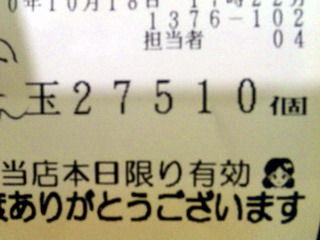 年10月18日 17時22分
1376-102
担当者 04
玉27510個
当店本日限り有効
ありがとうございます